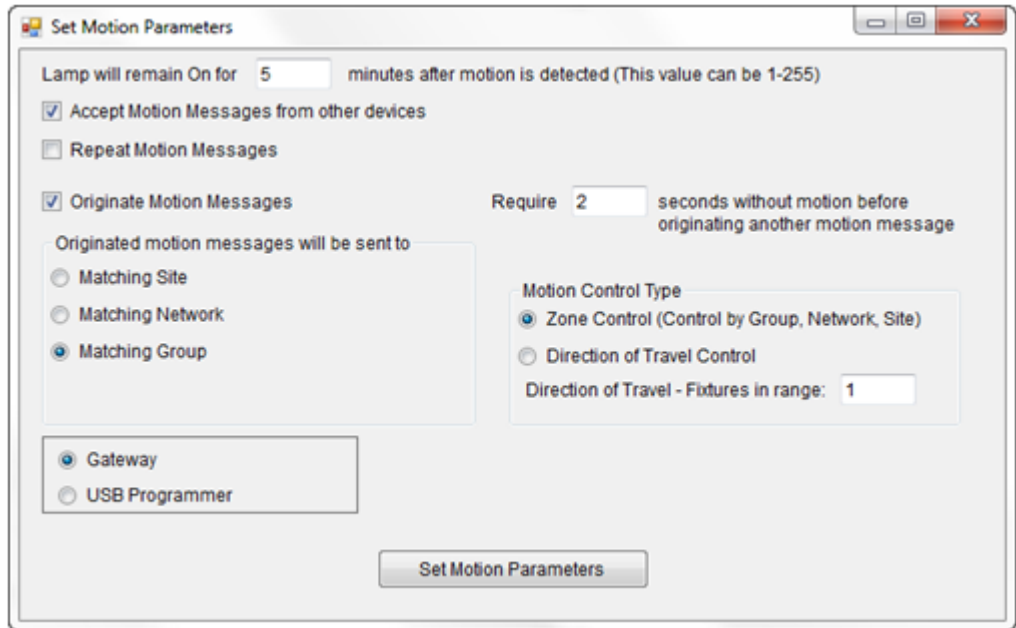 Set Motion Parameters
Lamp will remain On for 5 minutes after motion is detected (This value can be 1-255)
Accept Motion Messages from other devices
Repeat Motion Messages
Originate Motion Messages
Require 2 seconds without motion before
originating another motion message
Originated motion messages will be sent to
Matching Site
Matching Network
Matching Group
Motion Control Type
Zone Control (Control by Group, Network, Site)
Direction of Travel Control
Direction of Travel - Fixtures in range: 1
Gateway
USB Programmer
Set Motion Parameters